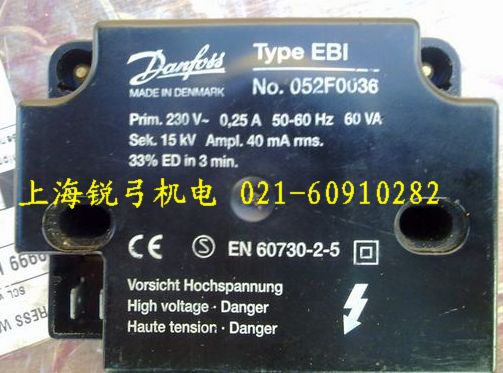 Danfoss
MADE IN DENMARK
Type EBI
No. 052F0036
Prim. 230 V~ 0,25 A 50-60 Hz 60 VA
Sek. 15 kV Ampl. 40 mA rms.
33% ED in 3 min.
上海锐弓机电 021-60910282
CE S EN 60730-2-5
Vorsicht Hochspannung
High voltage · Danger
Haute tension · Danger